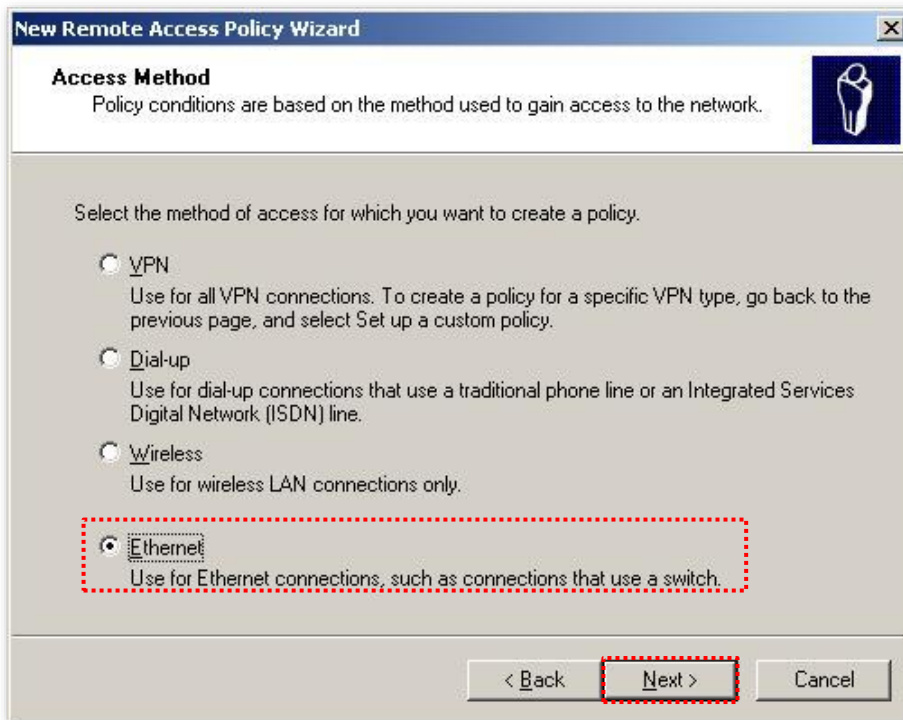 New Remote Access Policy Wizard
Access Method
Policy conditions are based on the method used to gain access to the network.
Select the method of access for which you want to create a policy.
VPN
Use for all VPN connections. To create a policy for a specific VPN type, go back to the
previous page, and select Set up a custom policy.
Dial-up
Use for dial-up connections that use a traditional phone line or an Integrated Services
Digital Network (ISDN) line.
Wireless
Use for wireless LAN connections only.
Ethernet
Use for Ethernet connections, such as connections that use a switch.
< Back Next > Cancel